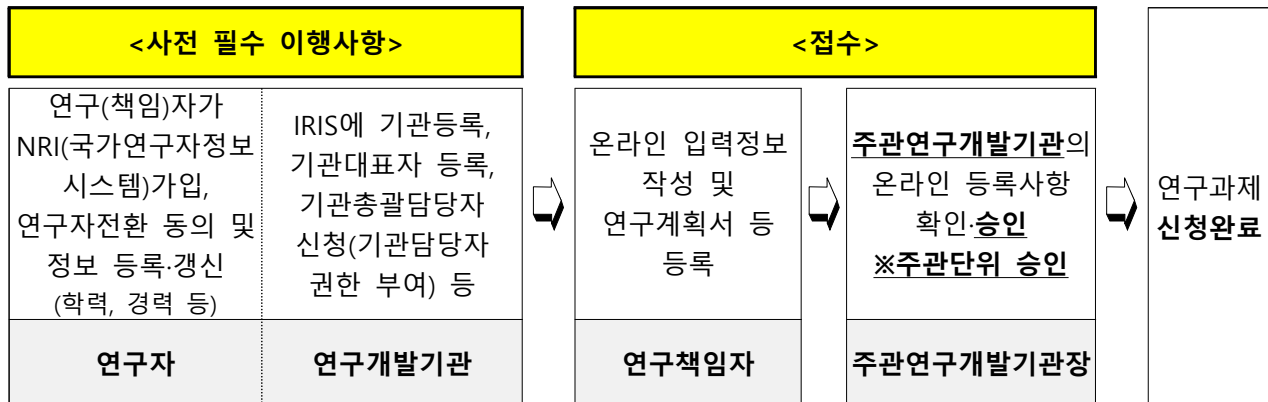 <사전 필수 이행사항>
<접수>
연구(책임)자가
NRI(국가연구자정보
시스템)가입,
연구자전환 동의 및
정보 등록·갱신
(학력, 경력 등)
IRIS에 기관등록,
기관대표자 등록,
기관총괄담당자
신청(기관담당자
권한 부여) 등
온라인 입력정보
작성 및
연구계획서 등
등록
주관연구개발기관의
온라인 등록사항
확인·승인
※주관단위 승인
연구과제
신청완료
연구자
연구개발기관
연구책임자
주관연구개발기관장